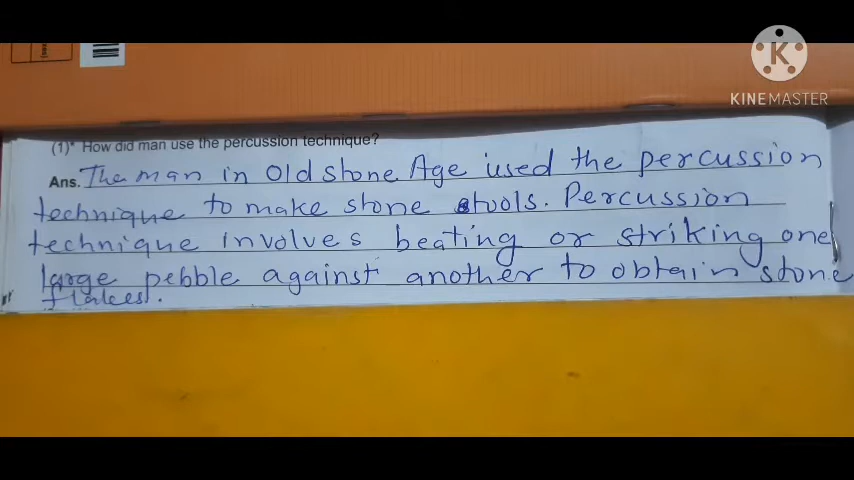 KINEMASTER
(1)* How did man use the percussion technique?
Ans. The man in Old stone Age used the percussion
technique to make stone tools. Percussion
technique involves beating or striking one
large pebble against another to obtain stone
flakes.